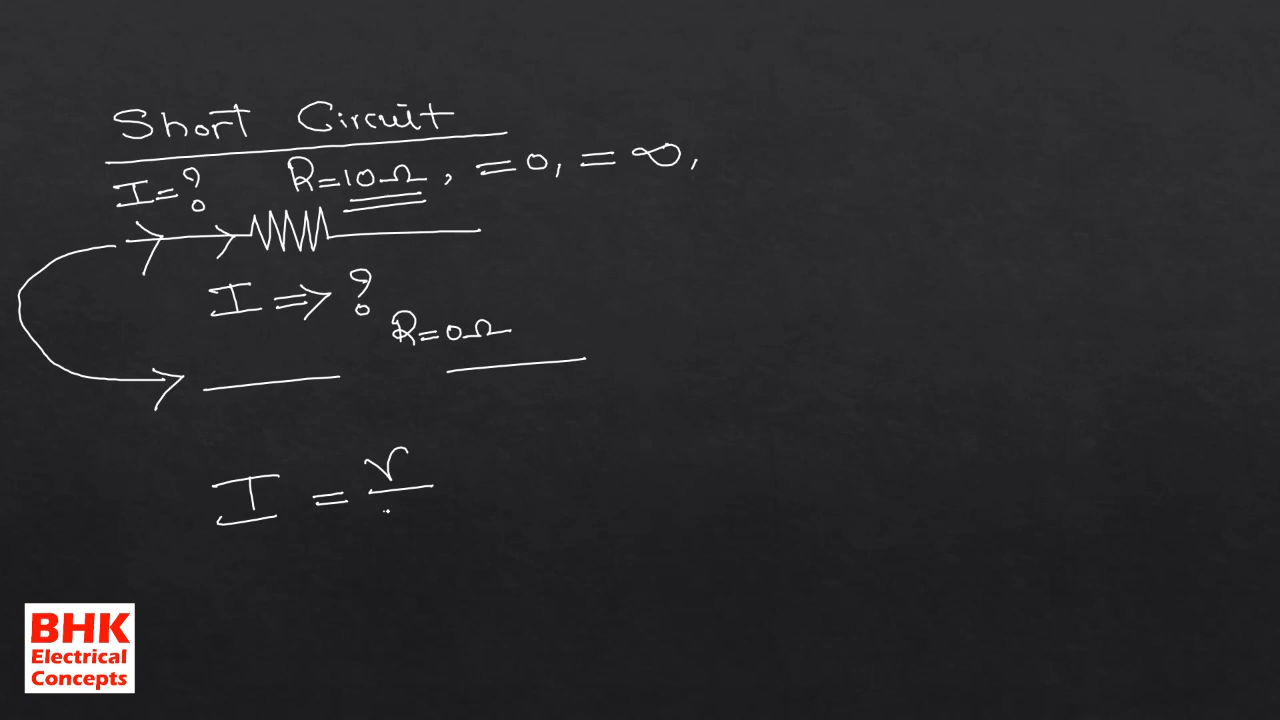 Short Circuit
I=? R=10Ω, =0, =∞,
I⇒?
R=0Ω
I = V
BHK
Electrical
Concepts